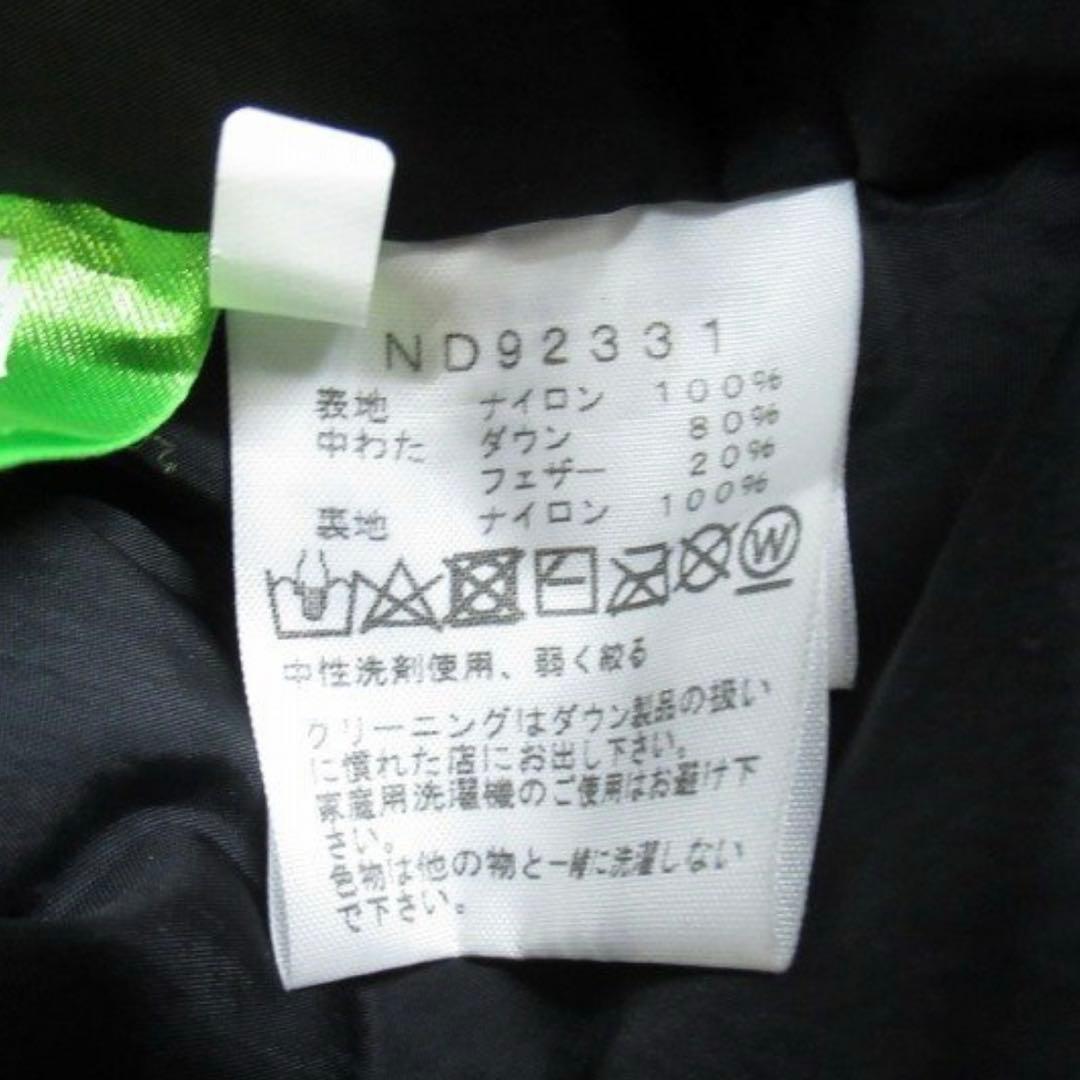 ND92331
表地 ナイロン 100%
中わた ダウン 80%
フェザー 20%
裏地 ナイロン 100%
W
中性洗剤使用、弱く絞る
クリーニングはダウン製品の扱い
に慣れた店にお出し下さい。
家庭用洗濯機のご使用はお避け下
さい。
色物は他の物と一緒に洗濯しない
で下さい。